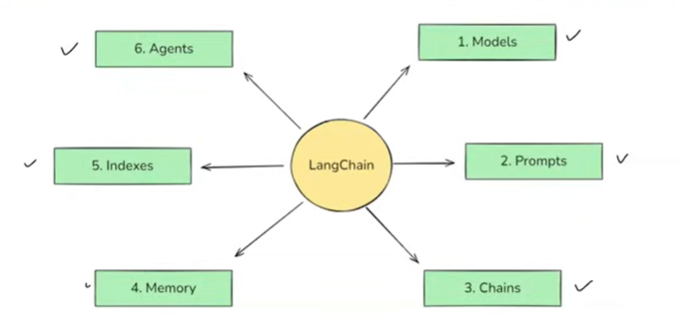 6. Agents
1. Models
5. Indexes
LangChain
2. Prompts
4. Memory
3. Chains